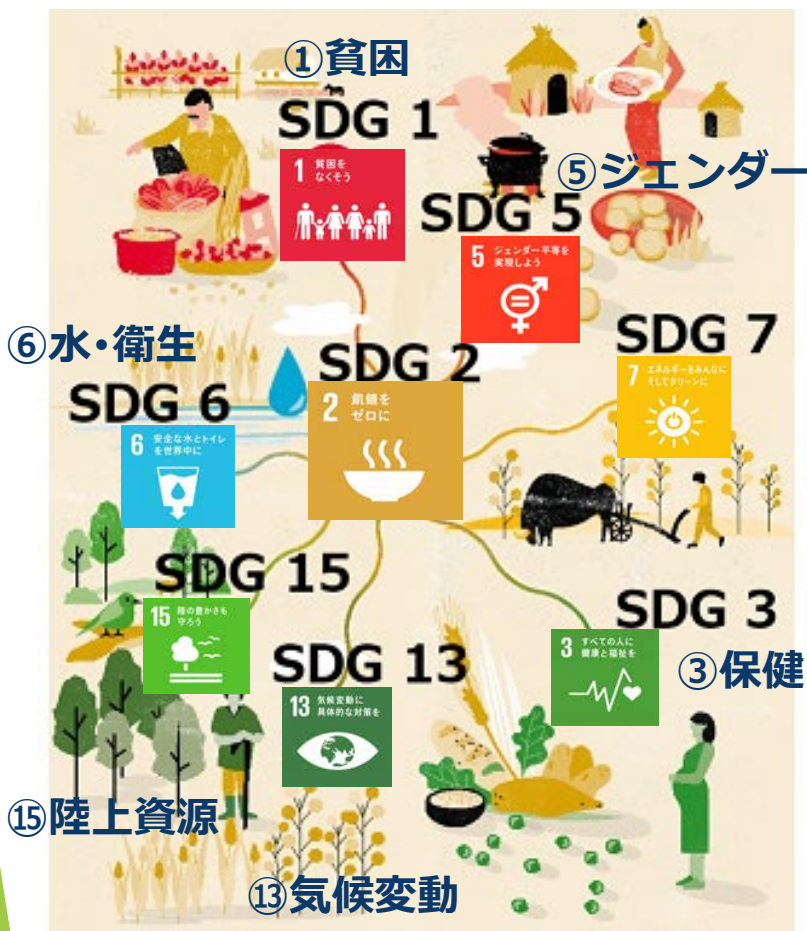 ①貧困
SDG 1
1 貧困を
なくそう
⑤ジェンダー
SDG 5
5 ジェンダー平等を
実現しよう
⑥水・衛生
SDG 6
6 安全な水とトイレ
を世界中に
SDG 2
2 飢餓を
ゼロに
SDG 7
7 エネルギーをみんなに
そしてクリーンに
SDG 15
15 陸の豊かさも
守ろう
SDG 13
13 気候変動に
具体的な対策を
SDG 3
3 すべての人に
健康と福祉を
③保健
⑮陸上資源
⑬気候変動